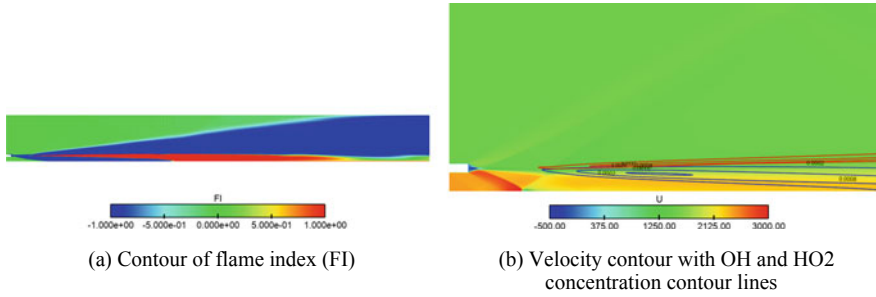 FI
-1.000e+00 -5.000e-01 0.000e+00 5.000e-01 1.000e+00
(a) Contour of flame index (FI)
U
-500.00 375.00 1250.00 2125.00 3000.00
(b) Velocity contour with OH and HO2
concentration contour lines